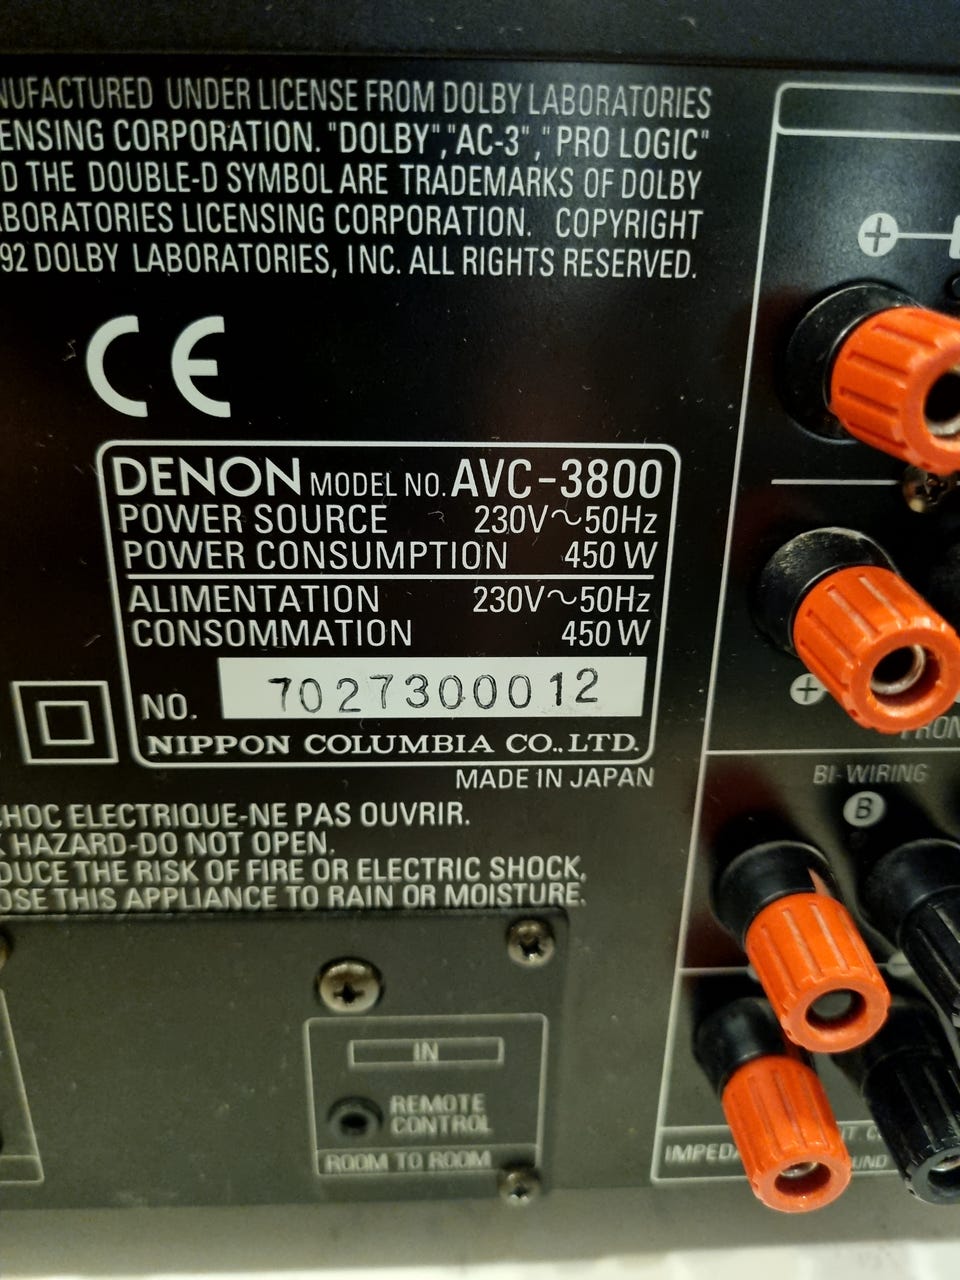 NUFACTURED UNDER LICENSE FROM DOLBY LABORATORIES
ENSING CORPORATION. "DOLBY", "AC-3", "PRO LOGIC"
D THE DOUBLE-D SYMBOL ARE TRADEMARKS OF DOLBY
ABORATORIES LICENSING CORPORATION. COPYRIGHT
92 DOLBY LABORATORIES, INC. ALL RIGHTS RESERVED.
CE
DENON MODEL NO. AVC-3800
POWER SOURCE 230V~50Hz
POWER CONSUMPTION 450 W
ALIMENTATION 230V~50Hz
CONSOMMATION 450 W
NO. 7027300012
NIPPON COLUMBIA CO.,LTD.
MADE IN JAPAN
CHOC ELECTRIQUE-NE PAS OUVRIR.
K HAZARD-DO NOT OPEN.
DUCE THE RISK OF FIRE OR ELECTRIC SHOCK,
OSE THIS APPLIANCE TO RAIN OR MOISTURE.
IN
REMOTE
CONTROL
ROOM TO ROOM
+
+
FRON
BI-WIRING
B
IMPEDA